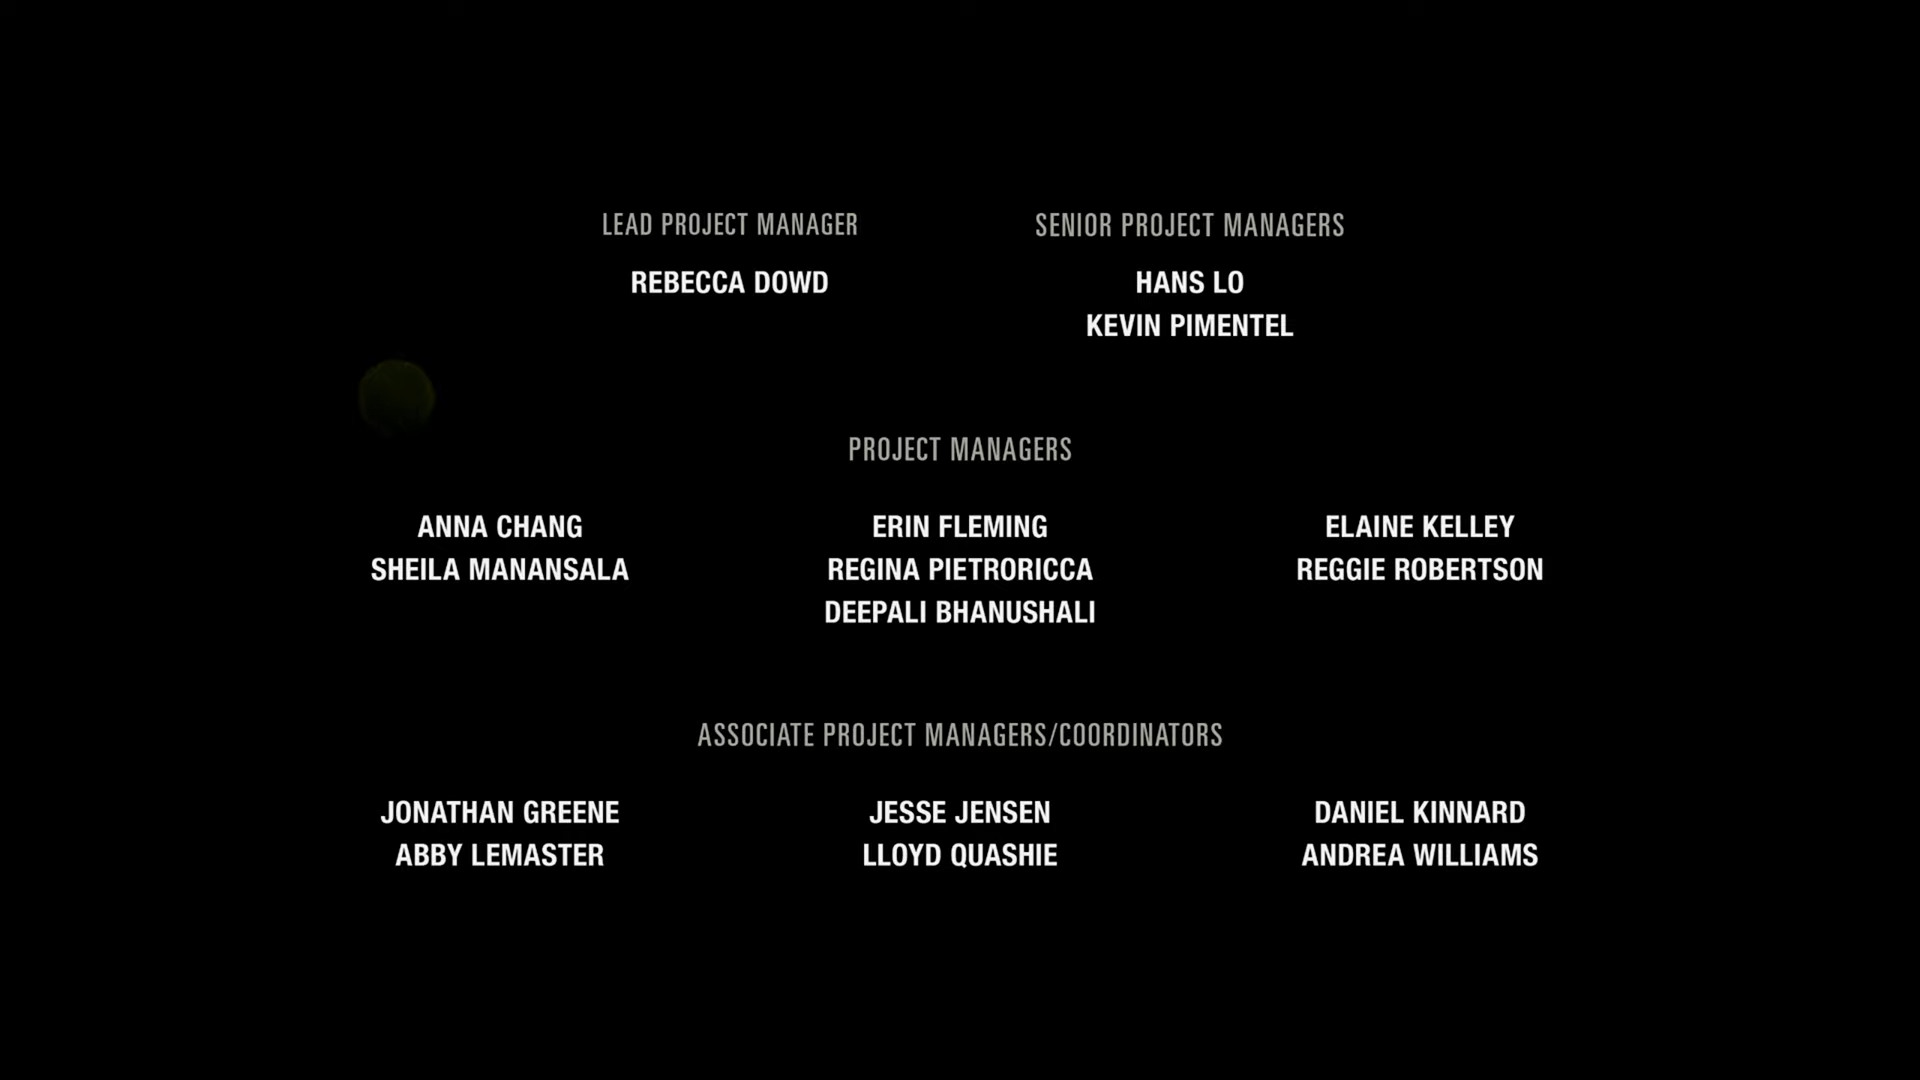 LEAD PROJECT MANAGER
REBECCA DOWD
SENIOR PROJECT MANAGERS
HANS LO
KEVIN PIMENTEL
PROJECT MANAGERS
ANNA CHANG
SHEILA MANANSALA
ERIN FLEMING
REGINA PIETRORICCA
DEEPALI BHANUSHALI
ELAINE KELLEY
REGGIE ROBERTSON
ASSOCIATE PROJECT MANAGERS/COORDINATORS
JONATHAN GREENE
ABBY LEMASTER
JESSE JENSEN
LLOYD QUASHIE
DANIEL KINNARD
ANDREA WILLIAMS